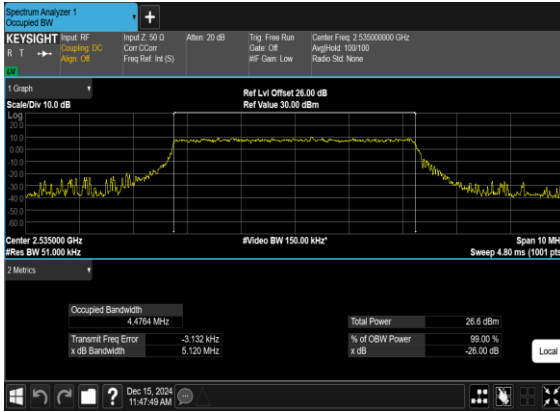 Spectrum Analyzer 1
Occupied BW
+
KEYSIGHT
R T
Input: RF
Coupling: DC
Align: Off
Input Z: 50 Ω
Corr CCorr
Freq Ref: Int (S)
Atten: 20 dB
Trig: Free Run
Gate: Off
#IF Gain: Low
Center Freq: 2.535000000 GHz
Avg|Hold: 100/100
Radio Std: None
1 Graph
Scale/Div 10.0 dB
Ref Lvl Offset 26.00 dB
Ref Value 30.00 dBm
Log
20.0
10.0
0.00
-10.0
-20.0
-30.0
-40.0
-50.0
-60.0
Center 2.535000 GHz
#Res BW 51.000 kHz
#Video BW 150.00 kHz*
Span 10 MH
Sweep 4.80 ms (1001 pts
2 Metrics
Occupied Bandwidth
4.4764 MHz
Transmit Freq Error -3.132 kHz
x dB Bandwidth 5.120 MHz
Total Power 26.6 dBm
% of OBW Power 99.00 %
x dB -26.00 dB
Local
?
Dec 15, 2024
11:47:49 AM